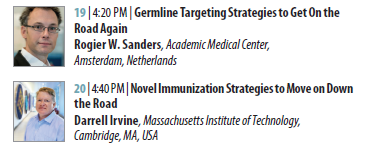 19 | 4:20 PM | Germline Targeting Strategies to Get On the
Road Again
Rogier W. Sanders, Academic Medical Center,
Amsterdam, Netherlands
20 | 4:40 PM | Novel Immunization Strategies to Move on Down
the Road
Darrell Irvine, Massachusetts Institute of Technology,
Cambridge, MA, USA